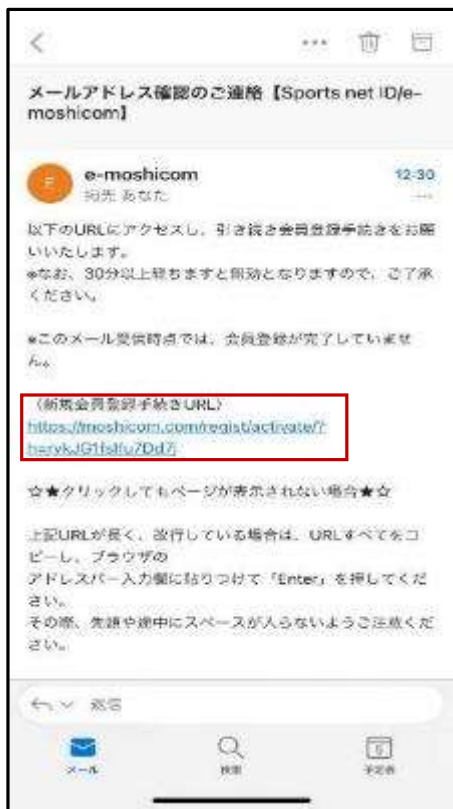 メールアドレス確認のご連絡【Sports net ID/e-
moshicom】
E
e-moshicom
12-30
宛先 あなた
以下のURLにアクセスし、引き続き会員登録手続きをお願
いいたします。
※なお、30分以上経ちますと無効となりますので、ご了承
ください。
※このメール受信時点では、会員登録が完了していませ
ん。
〈新規会員登録手続きURL〉
https://moshicom.com/regist/activate/?
☆★クリックしてもページが表示されない場合★☆
上記URLが長く、改行している場合は、URLすべてをコ
ピーし、ブラウザの
アドレスバー入力欄に貼りつけて「Enter」を押してくだ
さい。
その際、先頭や途中にスペースが入らないようご注意くだ
さい。
返信
メール
検索
予定表